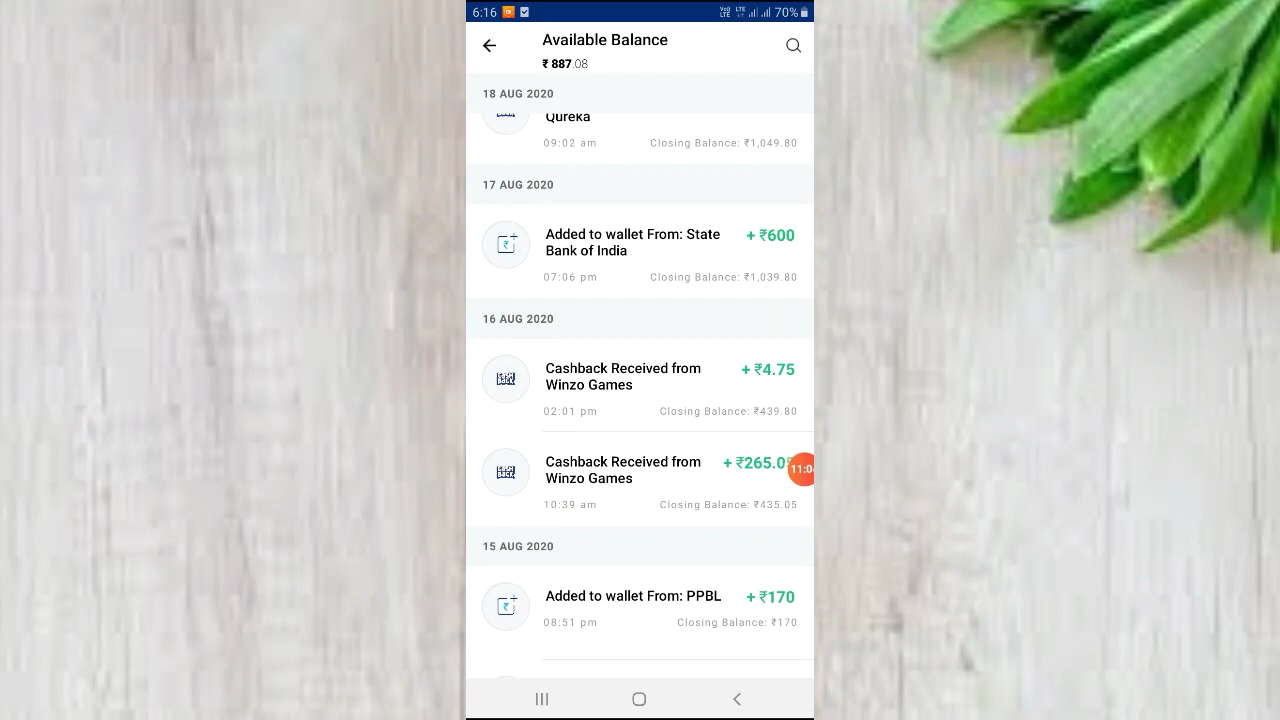 6:16 70%
Available Balance
₹ 887.08
18 AUG 2020
Qureka
09:02 am Closing Balance: ₹1,049.80
17 AUG 2020
Added to wallet From: State + ₹600
Bank of India
07:06 pm Closing Balance: ₹1,039.80
16 AUG 2020
Cashback Received from + ₹4.75
Winzo Games
02:01 pm Closing Balance: ₹439.80
Cashback Received from + ₹265.05
Winzo Games
11:04
10:39 am Closing Balance: ₹435.05
15 AUG 2020
Added to wallet From: PPBL + ₹170
08:51 pm Closing Balance: ₹170